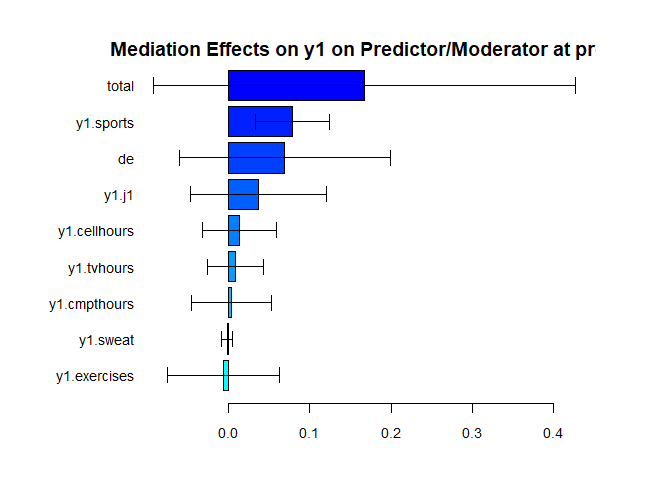 Mediation Effects on y1 on Predictor/Moderator at pr
total
y1.sports
de
y1.j1
y1.cellhours
y1.tvhours
y1.cmpthours
y1.sweat
y1.exercises
0.0 0.1 0.2 0.3 0.4